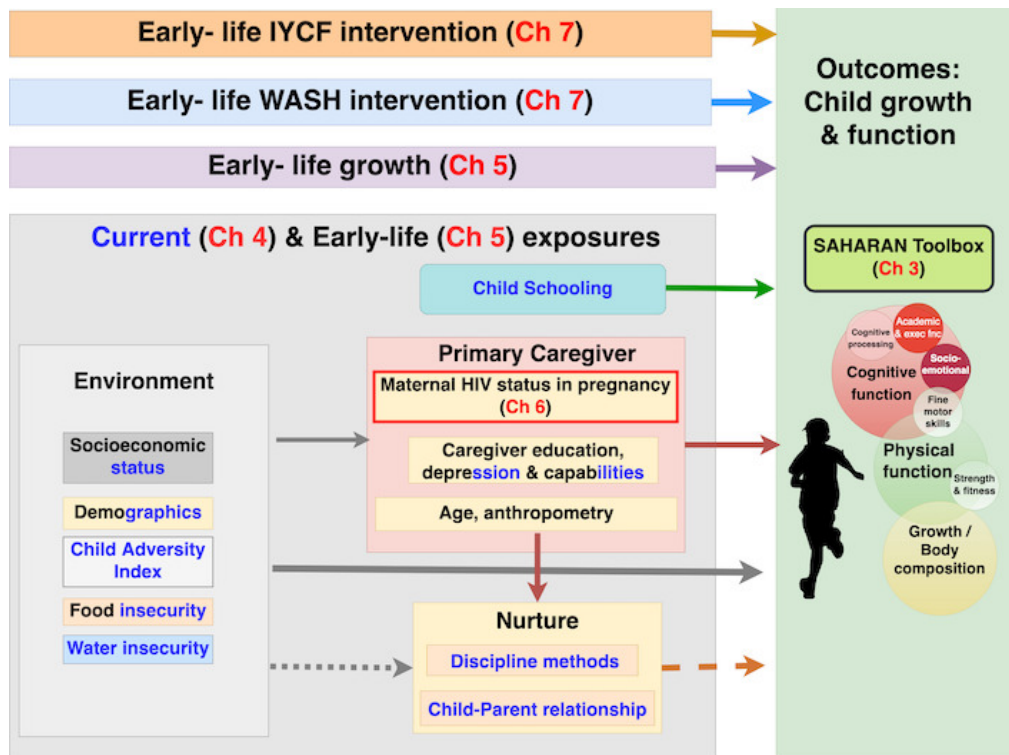 Early- life IYCF intervention (Ch 7)
Early- life WASH intervention (Ch 7)
Early- life growth (Ch 5)
Outcomes:
Child growth
& function
Current (Ch 4) & Early-life (Ch 5) exposures
Child Schooling
SAHARAN Toolbox
(Ch 3)
Environment
Socioeconomic
status
Demographics
Child Adversity
Index
Food insecurity
Water insecurity
Primary Caregiver
Maternal HIV status in pregnancy
(Ch 6)
Caregiver education,
depression & capabilities
Age, anthropometry
Nurture
Discipline methods
Child-Parent relationship
Cognitive
processing
Academic
& exec fnc
Socio-
emotional
Cognitive
function
Fine
motor
skills
Physical
function
Strength
& fitness
Growth /
Body
composition